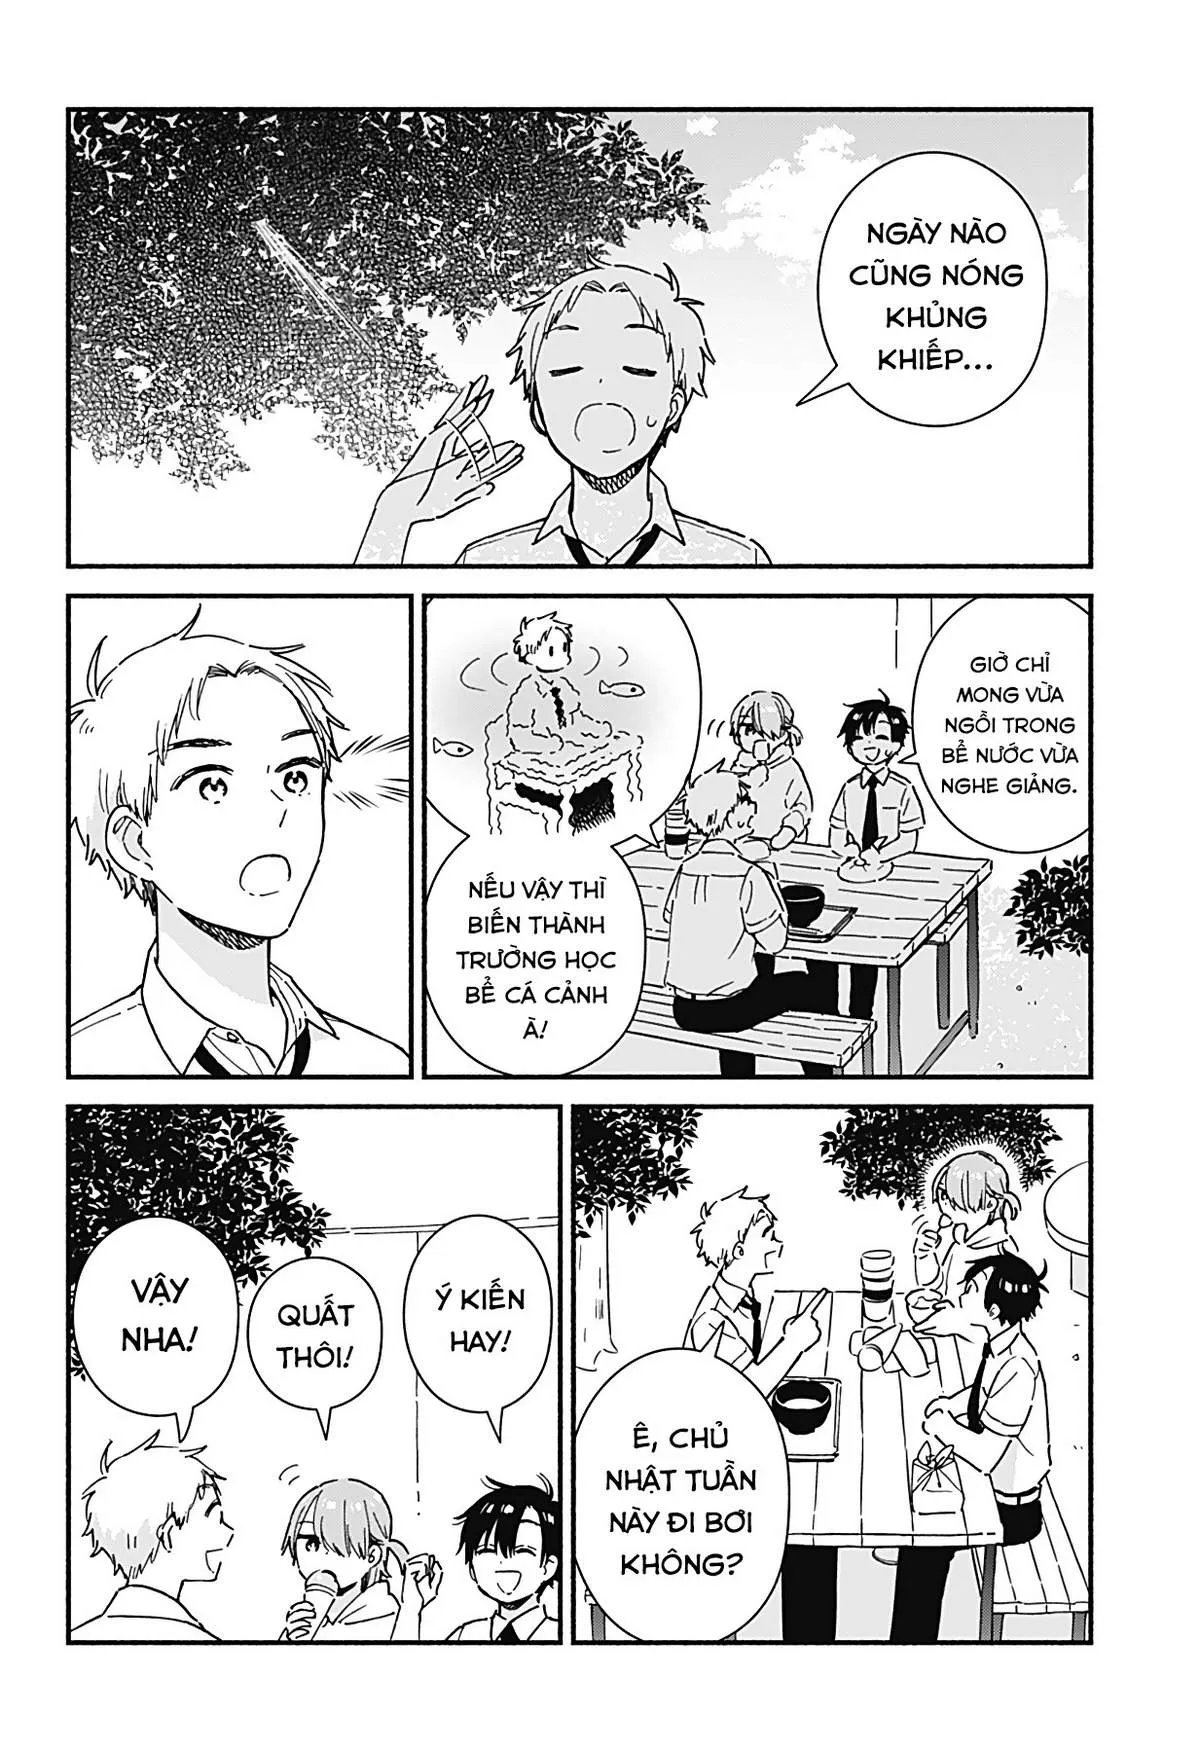 NGÀY NÀO
CŨNG NÓNG
KHỦNG
KHIẾP...
GIỜ CHỈ
MONG VỪA
NGỒI TRONG
BỂ NƯỚC VỪA
NGHE GIẢNG.
NẾU VẬY THÌ
BIẾN THÀNH
TRƯỜNG HỌC
BỂ CÁ CẢNH
À!
Ê, CHỦ
NHẬT TUẦN
NÀY ĐI BƠI
KHÔNG?
Ý KIẾN
HAY!
QUẤT
THÔI!
VẬY
NHA!